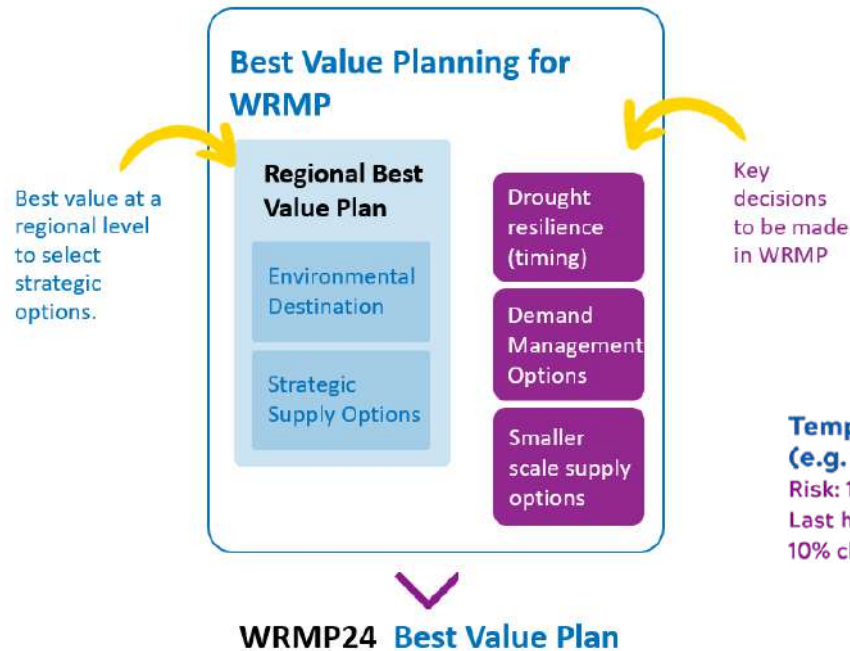 Best Value Planning for
WRMP
Best value at a
regional level
to select
strategic
options.
Regional Best
Value Plan
Environmental
Destination
Strategic
Supply Options
Drought
resilience
(timing)
Demand
Management
Options
Smaller
scale supply
options
Key
decisions
to be made
in WRMP
Temp
(e.g.
Risk: 1
Last h
10% c
WRMP24 Best Value Plan